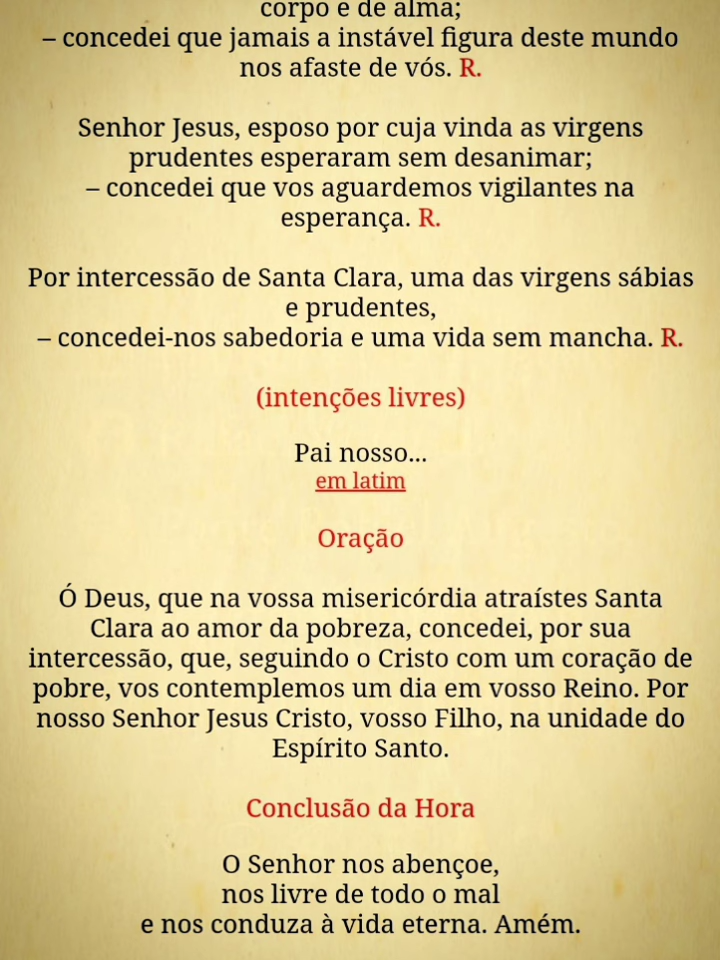 corpo e de alma;
– concedei que jamais a instável figura deste mundo
nos afaste de vós. R.
Senhor Jesus, esposo por cuja vinda as virgens
prudentes esperaram sem desanimar;
– concedei que vos aguardemos vigilantes na
esperança. R.
Por intercessão de Santa Clara, uma das virgens sábias
e prudentes,
– concedei-nos sabedoria e uma vida sem mancha. R.
(intenções livres)
Pai nosso...
em latim
Oração
Ó Deus, que na vossa misericórdia atraístes Santa
Clara ao amor da pobreza, concedei, por sua
intercessão, que, seguindo o Cristo com um coração de
pobre, vos contemplemos um dia em vosso Reino. Por
nosso Senhor Jesus Cristo, vosso Filho, na unidade do
Espírito Santo.
Conclusão da Hora
O Senhor nos abençoe,
nos livre de todo o mal
e nos conduza à vida eterna. Amém.